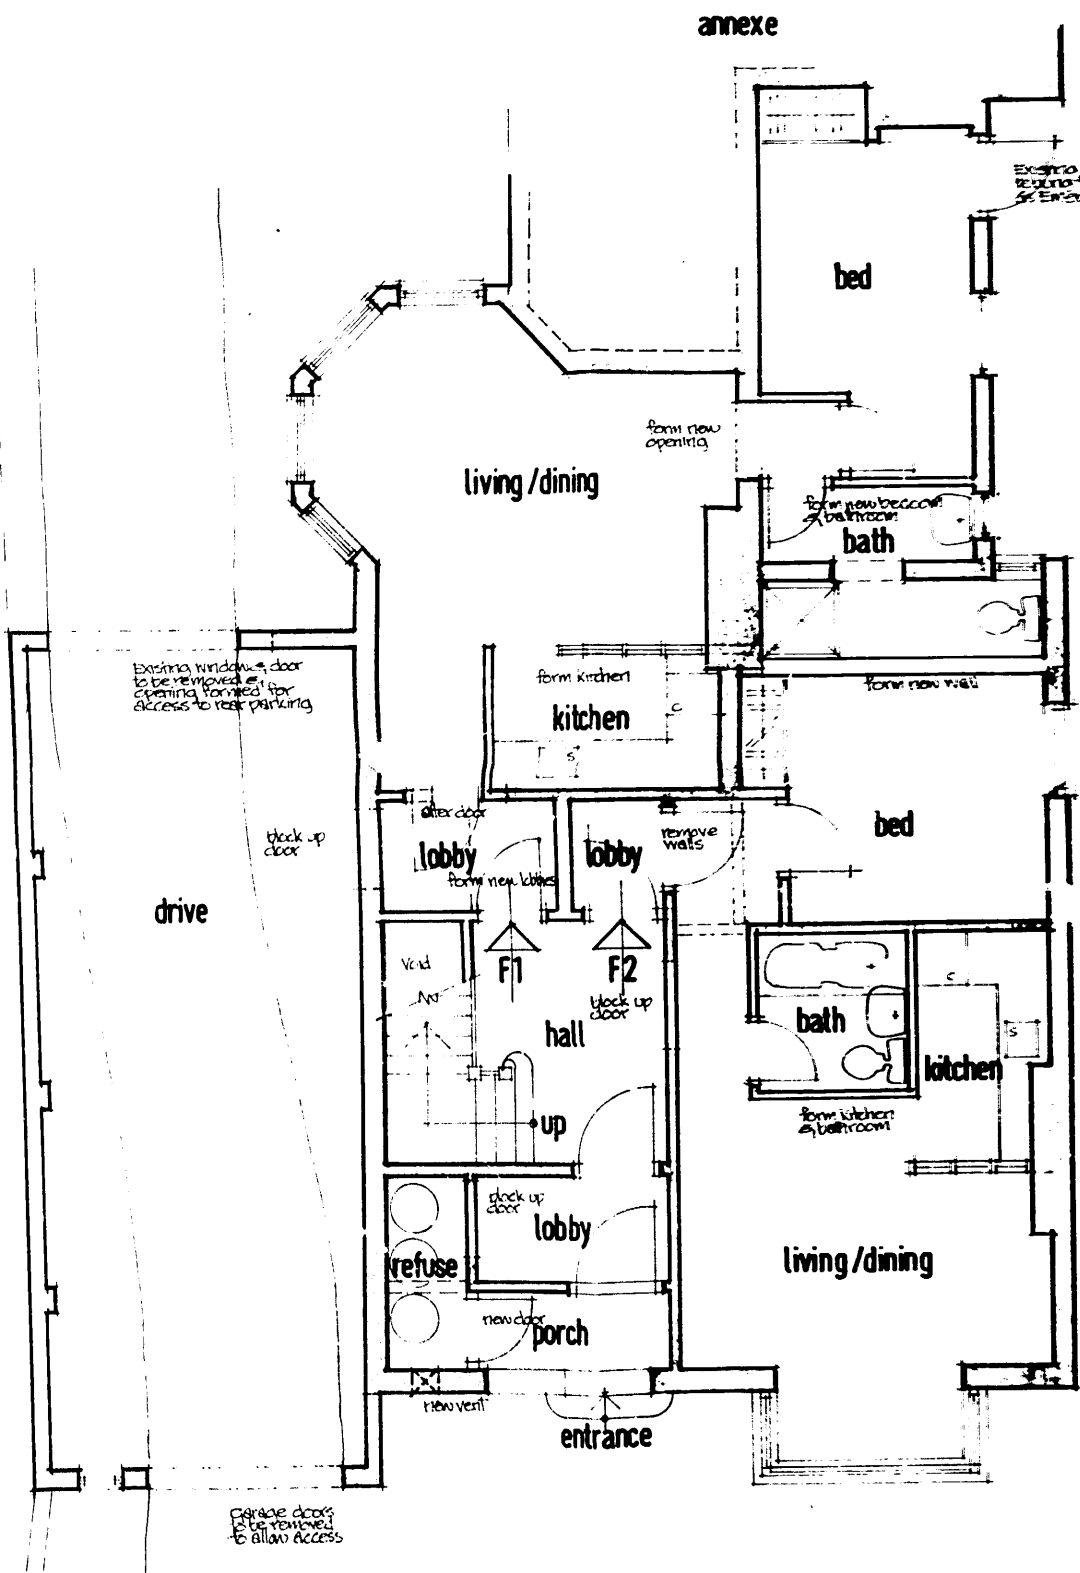 annexe
Existing
bed
form new
opening
living/dining
form new bedroom
& bathroom
bath
Existing windows, door
to be removed &
opening formed for
access to rear parking
form kitchen
form new wall
kitchen
c
s
alter door
block up
door
lobby
lobby
remove
walls
bed
form new lobbies
drive
void
F1
F2
block up
door
c
bath
s
hall
kitchen
form kitchen
& bathroom
up
block up
door
lobby
refuse
living/dining
new door
porch
new vent
entrance
Garage doors
to be removed
to allow access